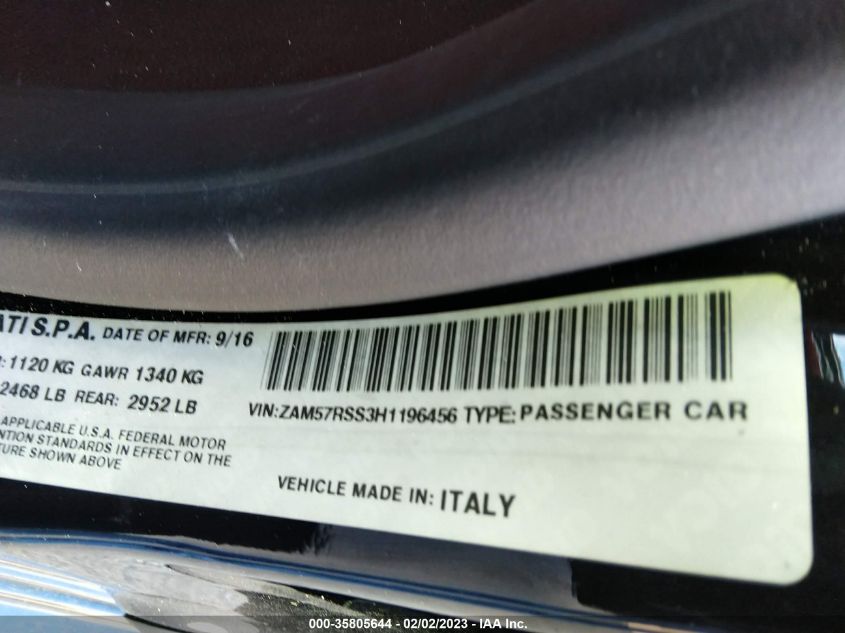 ATI S.P.A. DATE OF MFR: 9/16
: 1120 KG GAWR 1340 KG
2468 LB REAR: 2952 LB
VIN: ZAM57RSS3H1196456 TYPE: PASSENGER CAR
APPLICABLE U.S.A. FEDERAL MOTOR
NTION STANDARDS IN EFFECT ON THE
TURE SHOWN ABOVE
VEHICLE MADE IN: ITALY
000-35805644 - 02/02/2023 - IAA Inc.